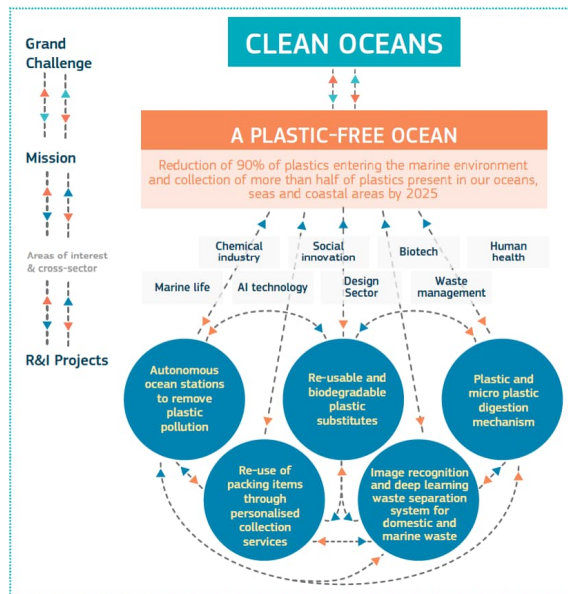 Grand
Challenge
CLEAN OCEANS
Mission
A PLASTIC-FREE OCEAN
Reduction of 90% of plastics entering the marine environment
and collection of more than half of plastics present in our oceans,
seas and coastal areas by 2025
Areas of interest
& cross-sector
Chemical
industry
Social
innovation
Biotech
Human
health
Marine life
AI technology
Design
Sector
Waste
management
R&I Projects
Autonomous
ocean stations
to remove
plastic
pollution
Re-usable and
biodegradable
plastic
substitutes
Plastic and
micro plastic
digestion
mechanism
Re-use of
packing items
through
personalised
collection
services
Image recognition
and deep learning
waste separation
system for
domestic and
marine waste